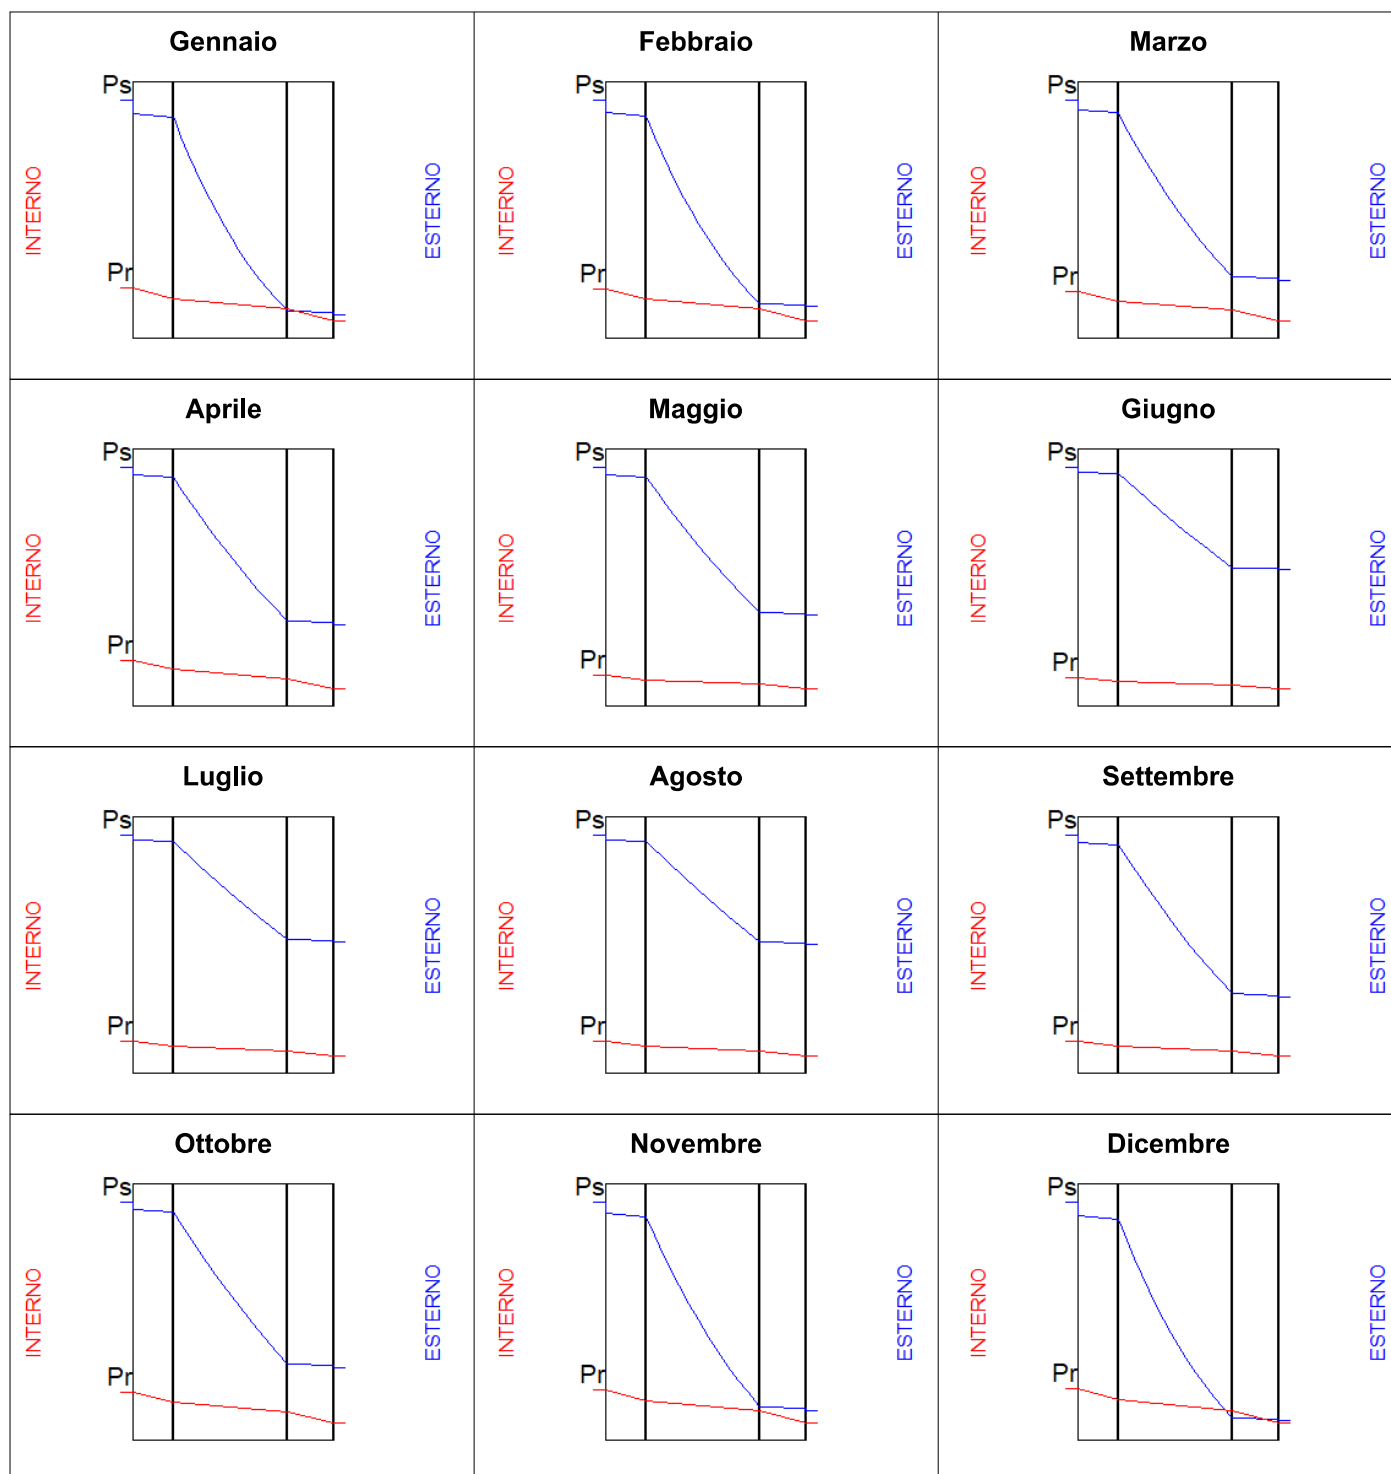 Gennaio
Febbraio
Marzo
Ps
Ps
Ps
INTERNO
ESTERNO
INTERNO
ESTERNO
INTERNO
ESTERNO
Pr
Pr
Pr
Aprile
Maggio
Giugno
Ps
Ps
Ps
INTERNO
ESTERNO
INTERNO
ESTERNO
INTERNO
ESTERNO
Pr
Pr
Pr
Luglio
Agosto
Settembre
Ps
Ps
Ps
INTERNO
ESTERNO
INTERNO
ESTERNO
INTERNO
ESTERNO
Pr
Pr
Pr
Ottobre
Novembre
Dicembre
Ps
Ps
Ps
INTERNO
ESTERNO
INTERNO
ESTERNO
INTERNO
ESTERNO
Pr
Pr
Pr